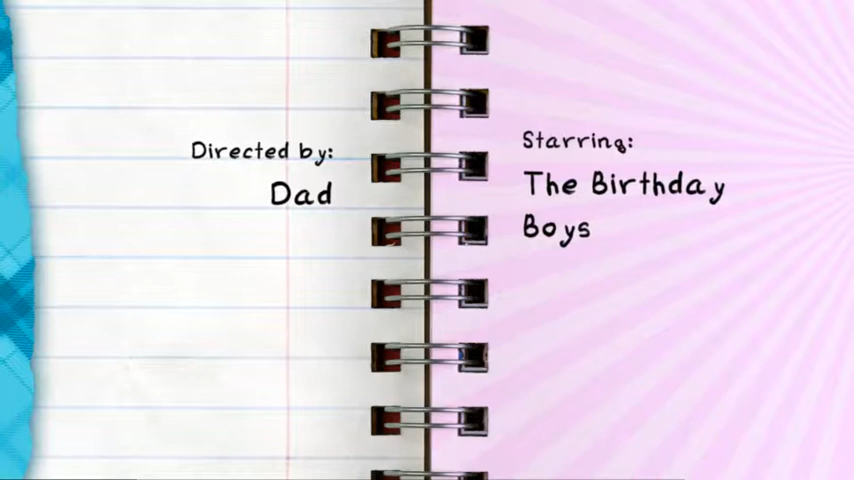 Directed by:
Dad
Starring:
The Birthday
Boys